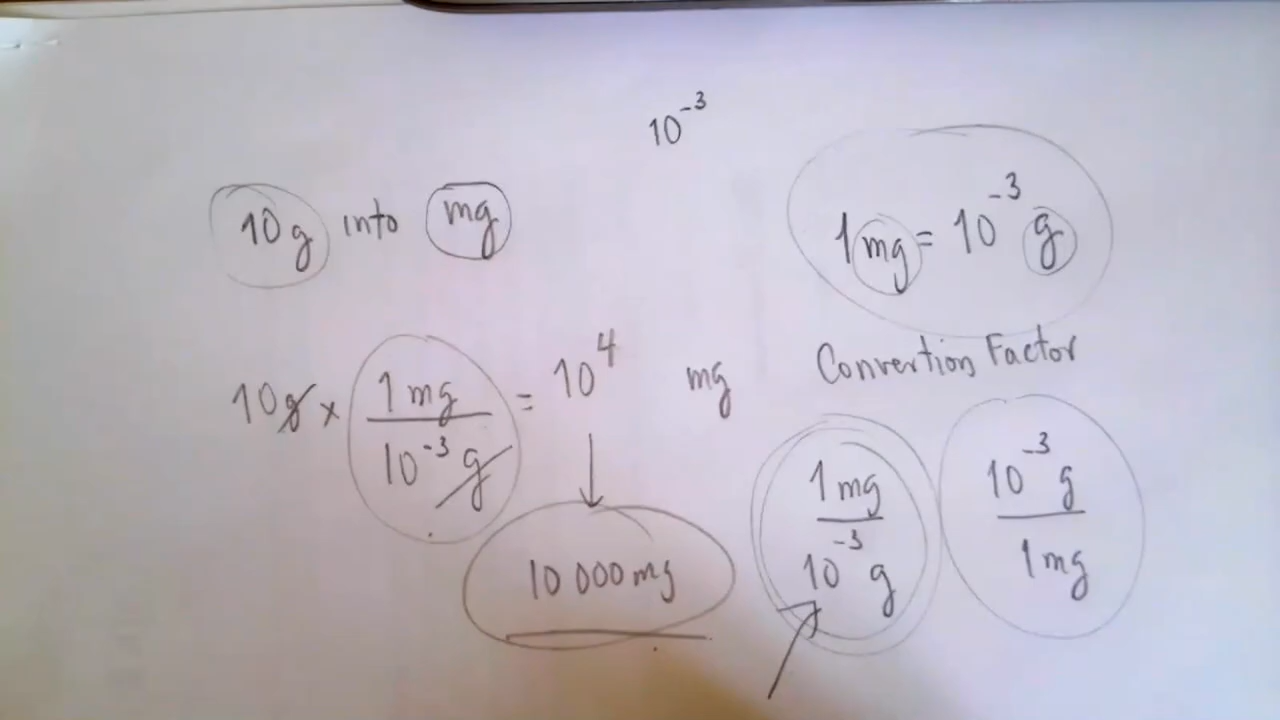 10^-3
10g into mg
1mg = 10^-3 g
10g × 1mg / 10^-3 g = 10^4 mg
10 000 mg
Convertion Factor
1mg / 10^-3 g
10^-3 g / 1mg